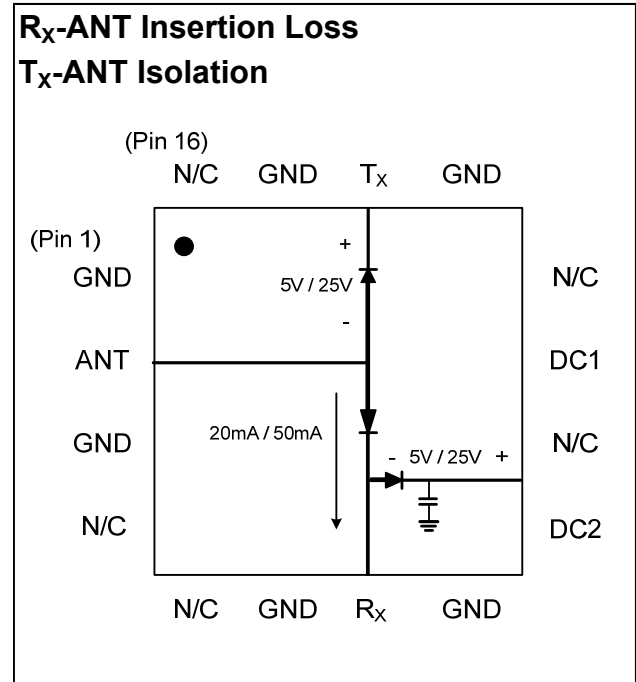 Rₓ-ANT Insertion Loss
Tₓ-ANT Isolation
(Pin 16)
N/C GND Tₓ GND
(Pin 1)
GND
ANT
GND
N/C
+
5V / 25V
-
20mA / 50mA
- 5V / 25V +
N/C
DC1
N/C
DC2
N/C GND Rₓ GND